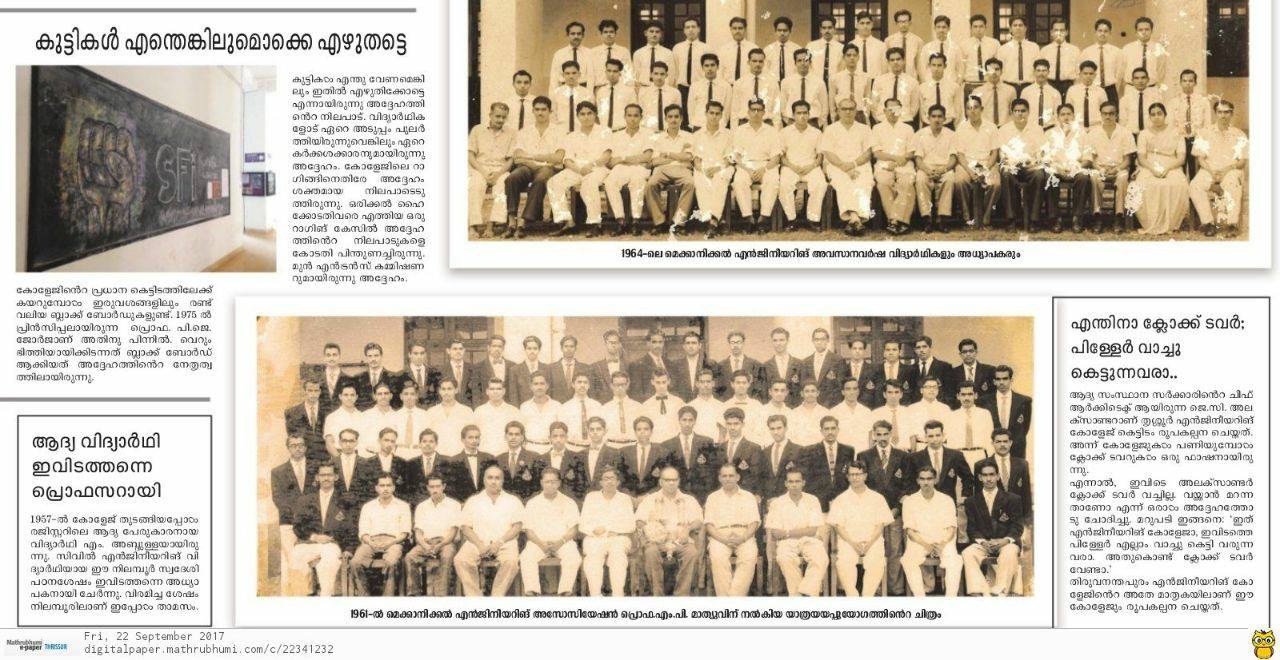 കുട്ടികൾ എന്തെങ്കിലുമൊക്കെ എഴുതട്ടെ
SFI
കുട്ടികൾ എന്തു വേണമെങ്കി
ലും ഇതിൽ എഴുതിക്കോട്ടെ
എന്നായിരുന്നു അദ്ദേഹത്തി
ന്റെ നിലപാട്. വിദ്യാർഥിക
ളോട് ഏറെ അടുപ്പം പുലർ
ത്തിയിരുന്നുവെങ്കിലും ഏറെ
കർക്കശക്കാരനുമായിരുന്നു
അദ്ദേഹം. കോളേജിലെ റാ
ഗിങ്ങിനെതിരേ അദ്ദേഹം
ശക്തമായ നിലപാടെടു
ത്തിരുന്നു. ഒരിക്കൽ ഹൈ
ക്കോടതിവരെ എത്തിയ ഒരു
റാഗിങ് കേസിൽ അദ്ദേഹ
ത്തിന്റെ നിലപാടുകളെ
കോടതി പിന്തുണച്ചിരുന്നു.
മുൻ എൻട്രൻസ് കമ്മിഷണ
റുമായിരുന്നു അദ്ദേഹം.
കോളേജിന്റെ പ്രധാന കെട്ടിടത്തിലേക്ക്
കയറുമ്പോൾ ഇരുവശങ്ങളിലും രണ്ട്
വലിയ ബ്ലാക്ക് ബോർഡുകളുണ്ട്. 1975 ൽ
പ്രിൻസിപ്പലായിരുന്ന പ്രൊഫ. പി.ജെ.
ജോർജാണ് അതിനു പിന്നിൽ. വെറും
ഭിത്തിയായിക്കിടന്നത് ബ്ലാക്ക് ബോർഡ്
ആക്കിയത് അദ്ദേഹത്തിന്റെ നേതൃത്വ
ത്തിലായിരുന്നു.
1964-ലെ മെക്കാനിക്കൽ എൻജിനീയറിങ് അവസാനവർഷ വിദ്യാർഥികളും അധ്യാപകരും
ആദ്യ വിദ്യാർഥി
ഇവിടത്തന്നെ
പ്രൊഫസറായി
1957-ൽ കോളേജ് തുടങ്ങിയപ്പോൾ
രജിസ്റ്ററിലെ ആദ്യ പേരുകാരനായ
വിദ്യാർഥി എം. അബ്ദുള്ളയായിരു
ന്നു. സിവിൽ എൻജിനീയറിങ് വി
ദ്യാർഥിയായ ഈ നിലമ്പൂർ സ്വദേശി
പഠനശേഷം ഇവിടത്തന്നെ അധ്യാ
പകനായി ചേർന്നു. വിരമിച്ച ശേഷം
നിലമ്പൂരിലാണ് ഇപ്പോൾ താമസം.
1961-ൽ മെക്കാനിക്കൽ എൻജിനീയറിങ് അസോസിയേഷൻ പ്രൊഫ.എം.പി. മാത്യുവിന് നൽകിയ യാത്രയയപ്പുയോഗത്തിന്റെ ചിത്രം
എന്തിനാ ക്ലോക്ക് ടവർ;
പിള്ളേർ വാച്ചു
കെട്ടുന്നവരാ..
ആദ്യ സംസ്ഥാന സർക്കാരിന്റെ ചീഫ്
ആർക്കിടെക്ട് ആയിരുന്ന ജെ.സി. അല
ക്സാണ്ടറാണ് തൃശ്ശൂർ എൻജിനീയറിങ്
കോളേജ് കെട്ടിടം രൂപകല്പന ചെയ്തത്.
അന്ന് കോളേജുകൾ പണിയുമ്പോൾ
ക്ലോക്ക് ടവറുകൾ ഒരു ഫാഷനായിരു
ന്നു.
എന്നാൽ, ഇവിടെ അലക്സാണ്ടർ
ക്ലോക്ക് ടവർ വച്ചില്ല. വയ്ക്കാൻ മറന്ന
താണോ എന്ന് ഒരാൾ അദ്ദേഹത്തോ
ടു ചോദിച്ചു. മറുപടി ഇങ്ങനെ: 'ഇത്
എൻജിനീയറിങ് കോളേജാ, ഇവിടത്തെ
പിള്ളേർ എല്ലാം വാച്ചു കെട്ടി വരുന്ന
വരാ. അതുകൊണ്ട് ക്ലോക്ക് ടവർ
വേണ്ടാ.'
തിരുവനന്തപുരം എൻജിനീയറിങ് കോ
ളേജിന്റെ അതേ മാതൃകയിലാണ് ഈ
കോളേജും രൂപകല്പന ചെയ്തത്.
Mathrubhumi
e-paper THRISSUR
Fri, 22 September 2017
digitalpaper.mathrubhumi.com/c/22341232